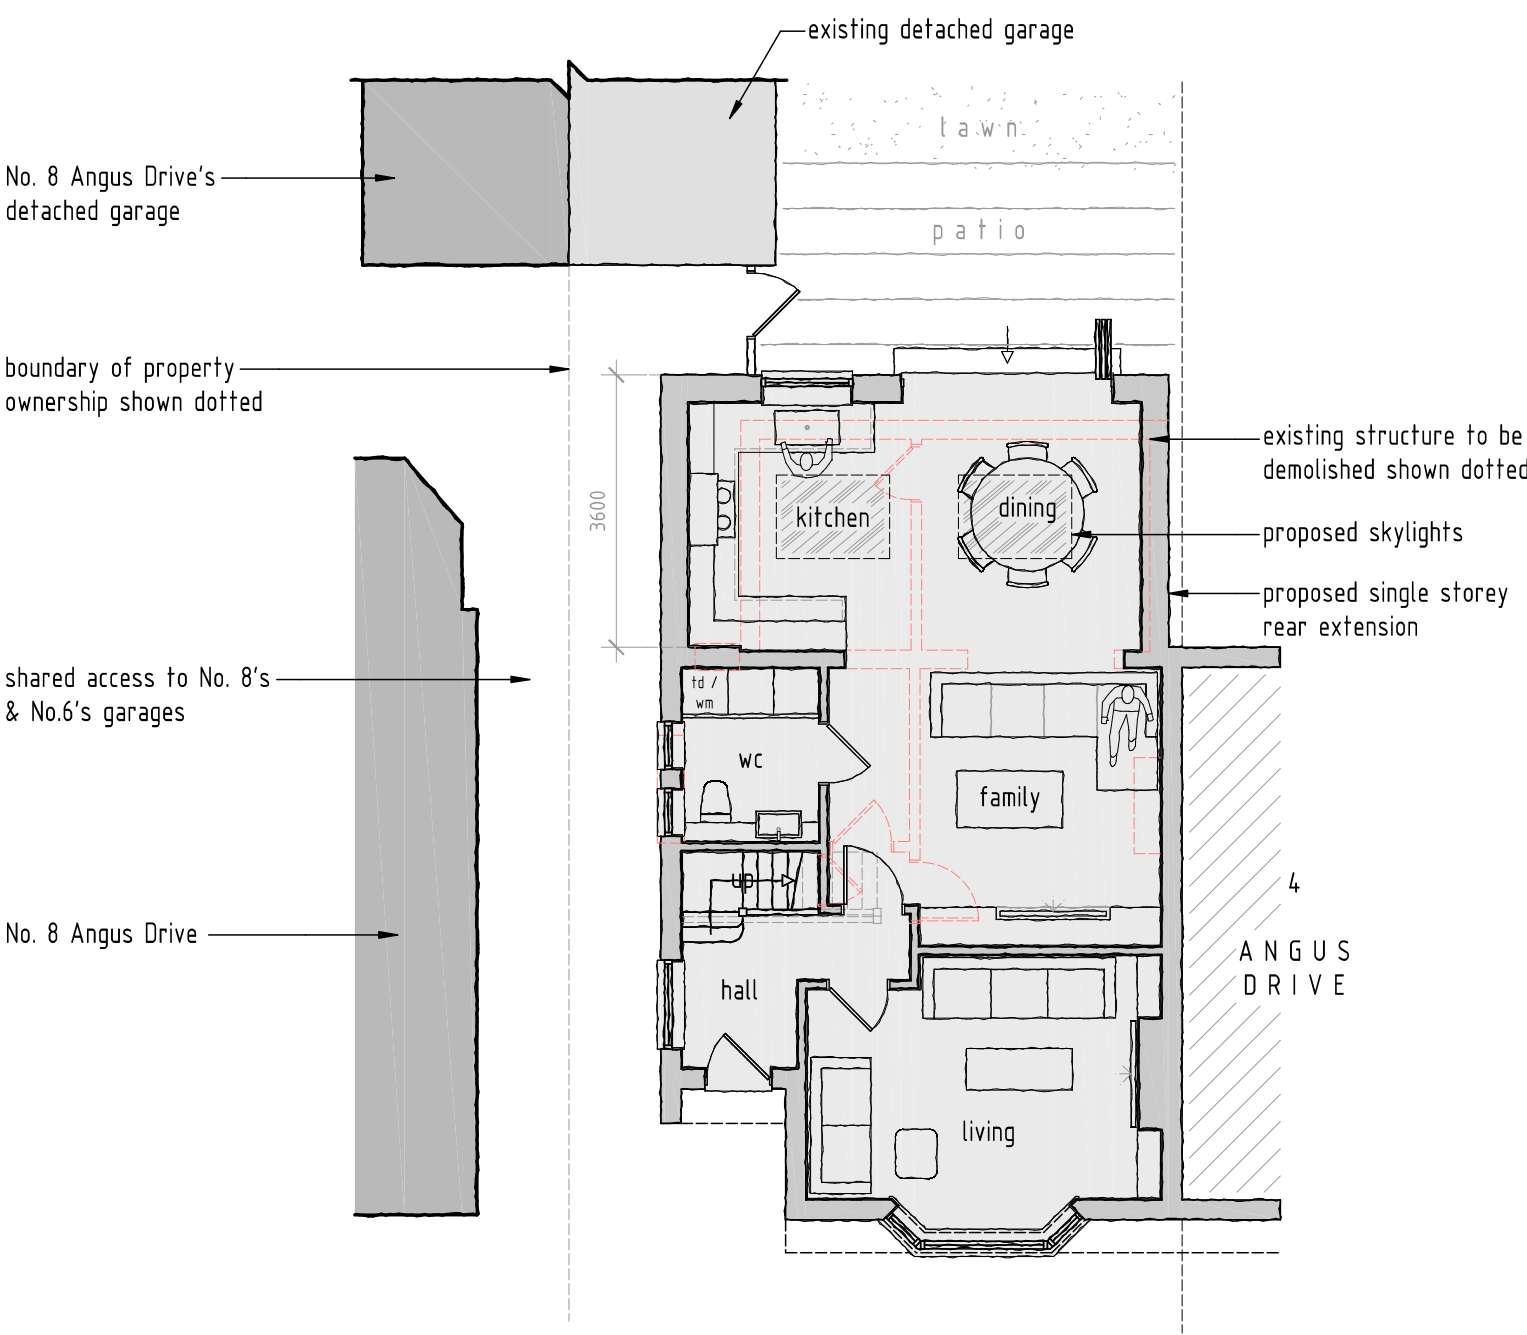 existing detached garage
lawn
No. 8 Angus Drive's
detached garage
patio
boundary of property
ownership shown dotted
existing structure to be
demolished shown dotted
3600
kitchen
dining
proposed skylights
proposed single storey
rear extension
shared access to No. 8's
& No.6's garages
td /
wm
wc
family
up
4
ANGUS
DRIVE
No. 8 Angus Drive
hall
living